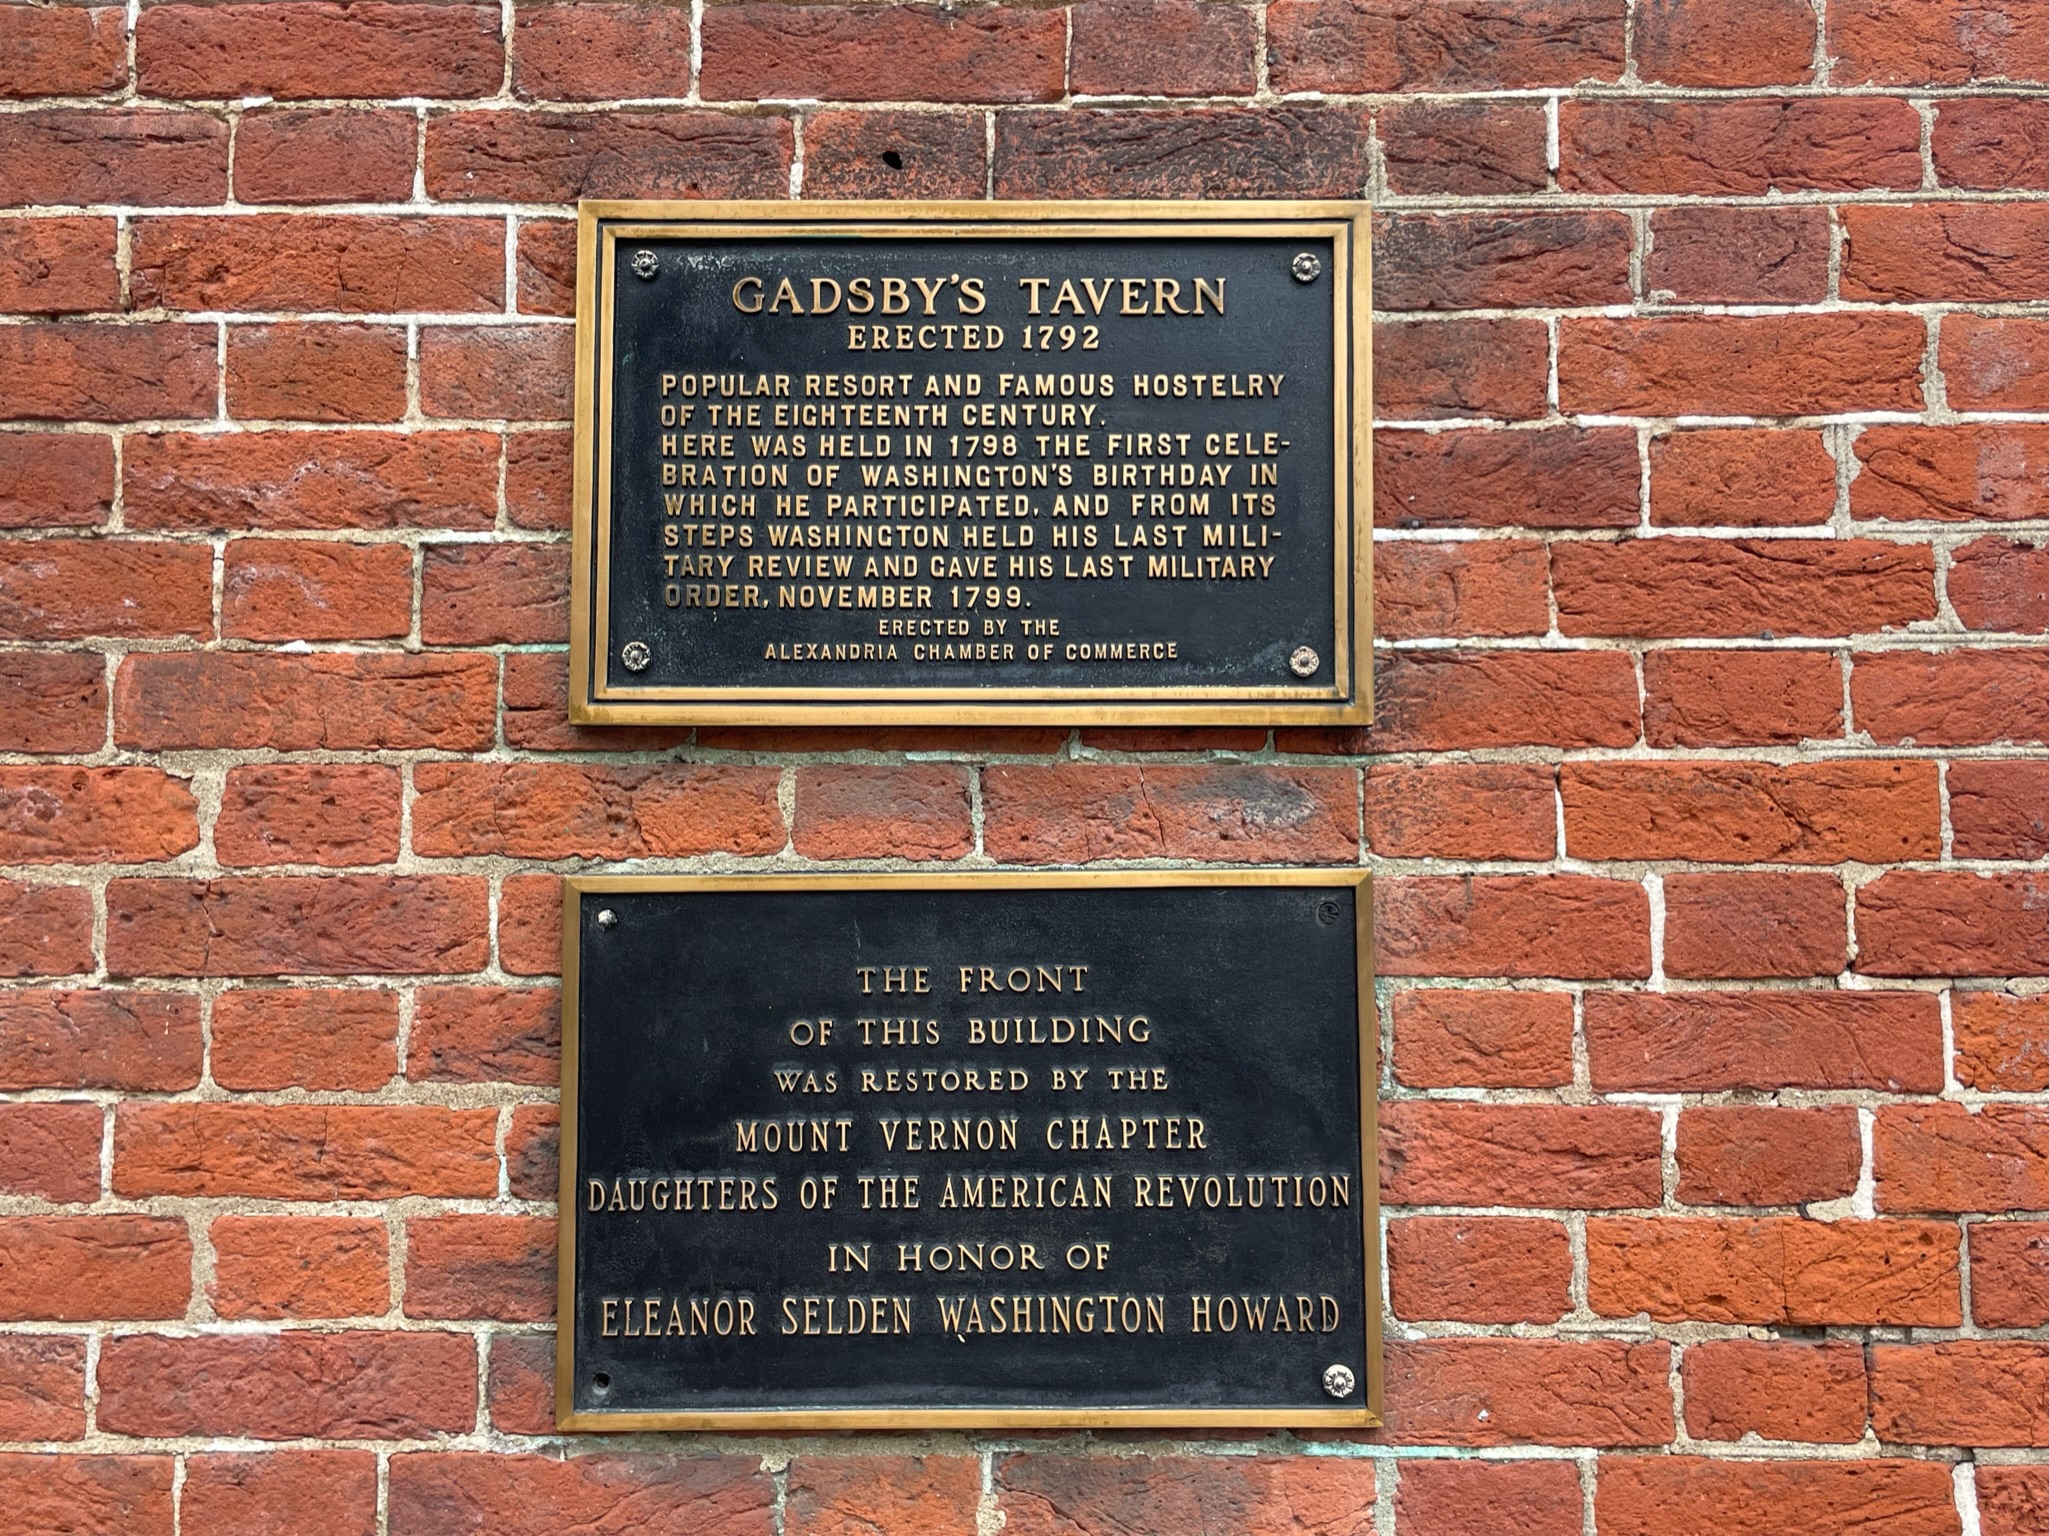 GADSBY'S TAVERN
ERECTED 1792
POPULAR RESORT AND FAMOUS HOSTELRY
OF THE EIGHTEENTH CENTURY.
HERE WAS HELD IN 1798 THE FIRST CELE-
BRATION OF WASHINGTON'S BIRTHDAY IN
WHICH HE PARTICIPATED, AND FROM ITS
STEPS WASHINGTON HELD HIS LAST MILI-
TARY REVIEW AND GAVE HIS LAST MILITARY
ORDER, NOVEMBER 1799.
ERECTED BY THE
ALEXANDRIA CHAMBER OF COMMERCE
THE FRONT
OF THIS BUILDING
WAS RESTORED BY THE
MOUNT VERNON CHAPTER
DAUGHTERS OF THE AMERICAN REVOLUTION
IN HONOR OF
ELEANOR SELDEN WASHINGTON HOWARD